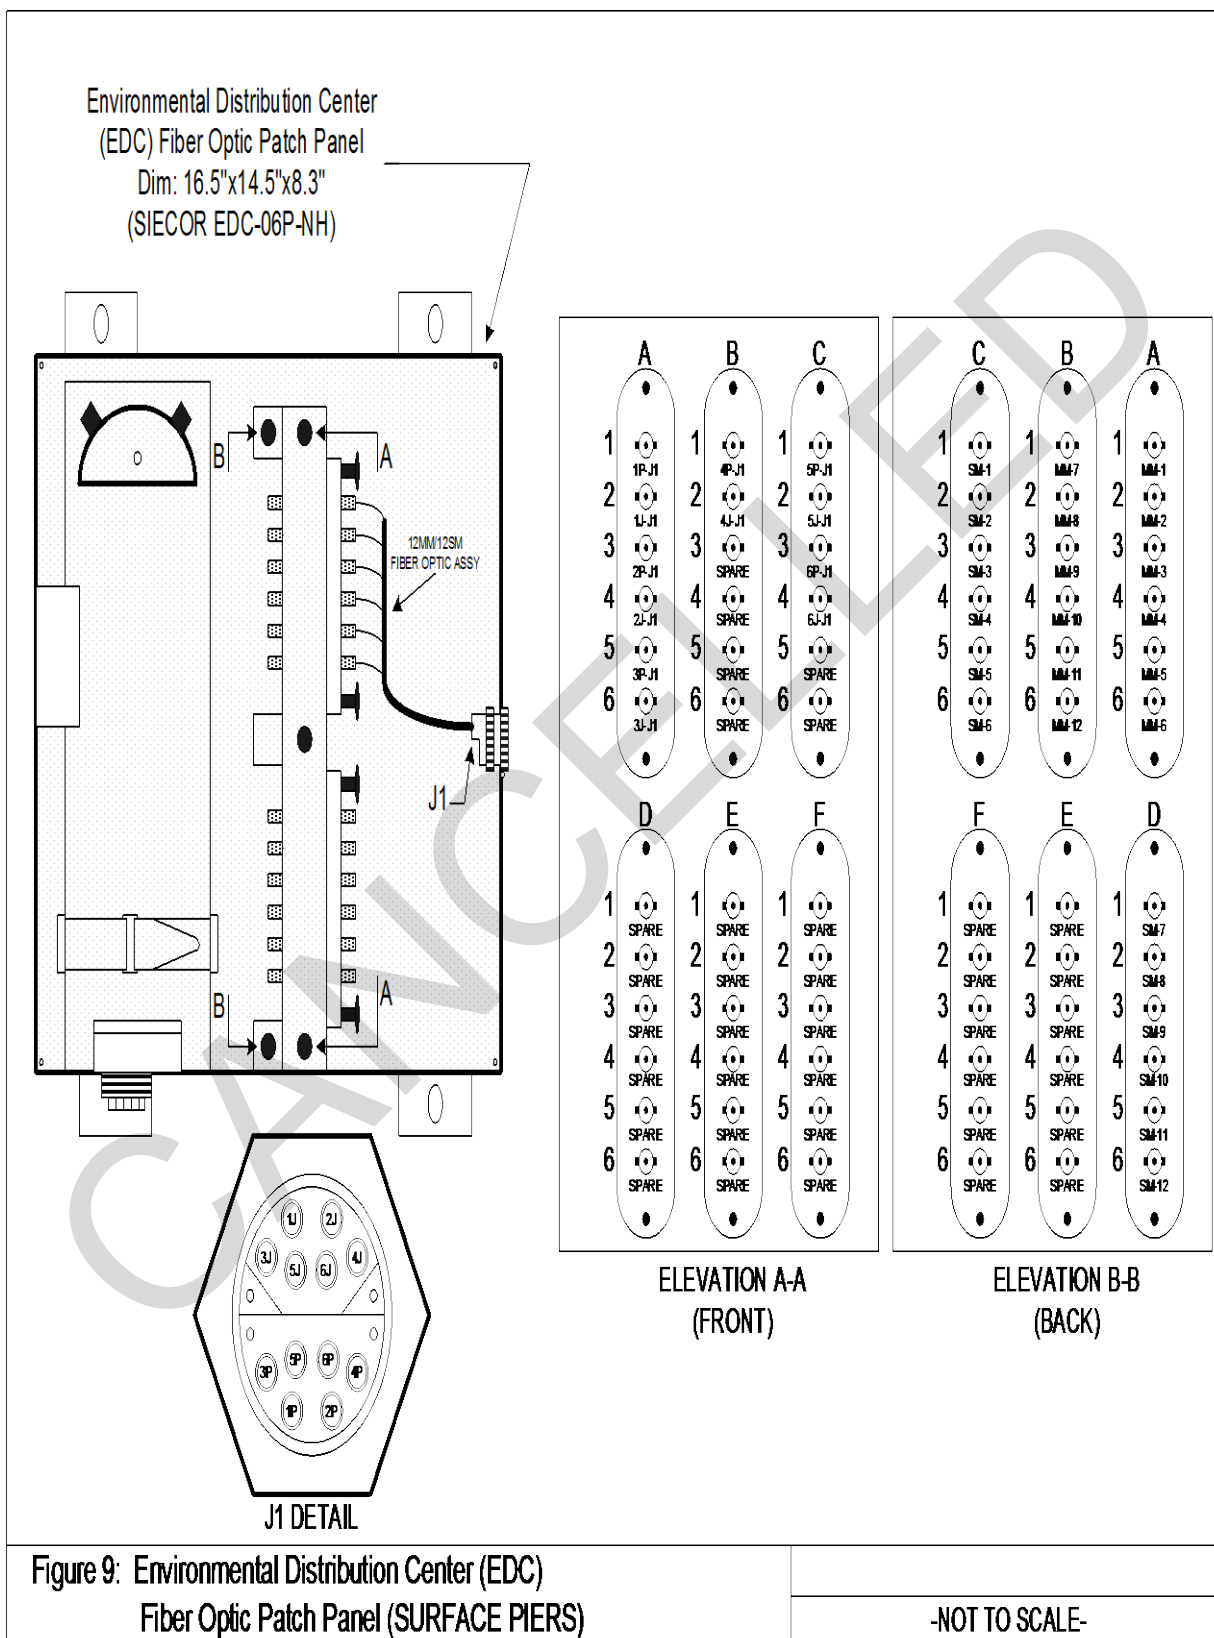 Environmental Distribution Center
(EDC) Fiber Optic Patch Panel
Dim: 16.5"x14.5"x8.3"
(SIECOR EDC-06P-NH)
B
A
12MM/12SM
FIBER OPTIC ASSY
J1
B
A
1J 2J
3J 5J 6J 4J
3P 5P 6P 4P
1P 2P
J1 DETAIL
A B C
1 1 1
1P-J1 4P-J1 5P-J1
2 2 2
1J-J1 4J-J1 5J-J1
3 3 3
2P-J1 SPARE 6P-J1
4 4 4
2J-J1 SPARE 6J-J1
5 5 5
3P-J1 SPARE SPARE
6 6 6
3J-J1 SPARE SPARE
D E F
1 1 1
SPARE SPARE SPARE
2 2 2
SPARE SPARE SPARE
3 3 3
SPARE SPARE SPARE
4 4 4
SPARE SPARE SPARE
5 5 5
SPARE SPARE SPARE
6 6 6
SPARE SPARE SPARE
ELEVATION A-A
(FRONT)
C B A
1 1 1
SM-1 MM-7 MM-1
2 2 2
SM-2 MM-8 MM-2
3 3 3
SM-3 MM-9 MM-3
4 4 4
SM-4 MM-10 MM-4
5 5 5
SM-5 MM-11 MM-5
6 6 6
SM-6 MM-12 MM-6
F E D
1 1 1
SPARE SPARE SM-7
2 2 2
SPARE SPARE SM-8
3 3 3
SPARE SPARE SM-9
4 4 4
SPARE SPARE SM-10
5 5 5
SPARE SPARE SM-11
6 6 6
SPARE SPARE SM-12
ELEVATION B-B
(BACK)
CANCELLED
Figure 9: Environmental Distribution Center (EDC)
Fiber Optic Patch Panel (SURFACE PIERS)
-NOT TO SCALE-